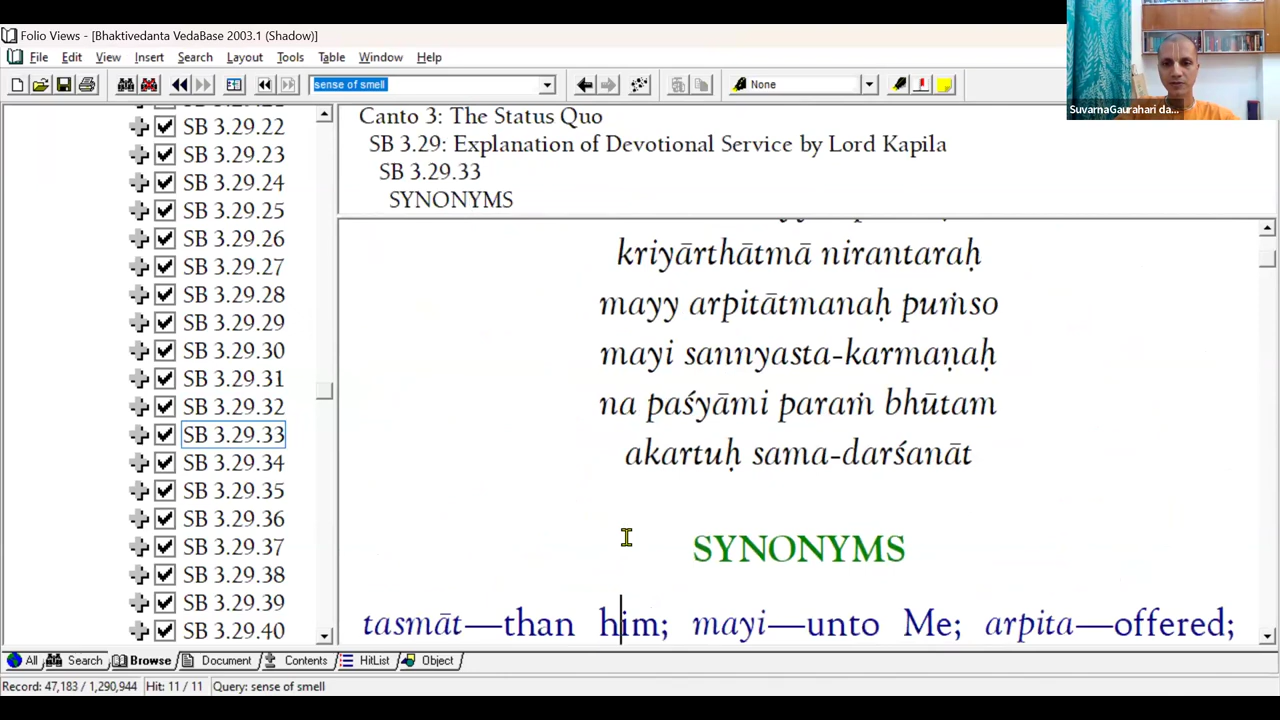 Folio Views - [Bhaktivedanta VedaBase 2003.1 (Shadow)]
File Edit View Insert Search Layout Tools Table Window Help
sense of smell
None
SuvarnaGaurahari da...
SB 3.29.22
SB 3.29.23
SB 3.29.24
SB 3.29.25
SB 3.29.26
SB 3.29.27
SB 3.29.28
SB 3.29.29
SB 3.29.30
SB 3.29.31
SB 3.29.32
SB 3.29.33
SB 3.29.34
SB 3.29.35
SB 3.29.36
SB 3.29.37
SB 3.29.38
SB 3.29.39
SB 3.29.40
Canto 3: The Status Quo
SB 3.29: Explanation of Devotional Service by Lord Kapila
SB 3.29.33
SYNONYMS
kriyārthātmā nirantaraḥ
mayy arpitātmanaḥ puṁso
mayi sannyasta-karmaṇaḥ
na paśyāmi paraṁ bhūtam
akartuḥ sama-darśanāt
SYNONYMS
tasmāt—than him; mayi—unto Me; arpita—offered;
All Search Browse Document Contents HitList Object
Record: 47,183 / 1,290,944 Hit: 11 / 11 Query: sense of smell